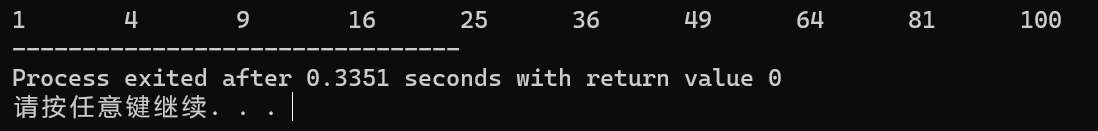 1 4 9 16 25 36 49 64 81 100
--------------------------------
Process exited after 0.3351 seconds with return value 0
请按任意键继续. . .